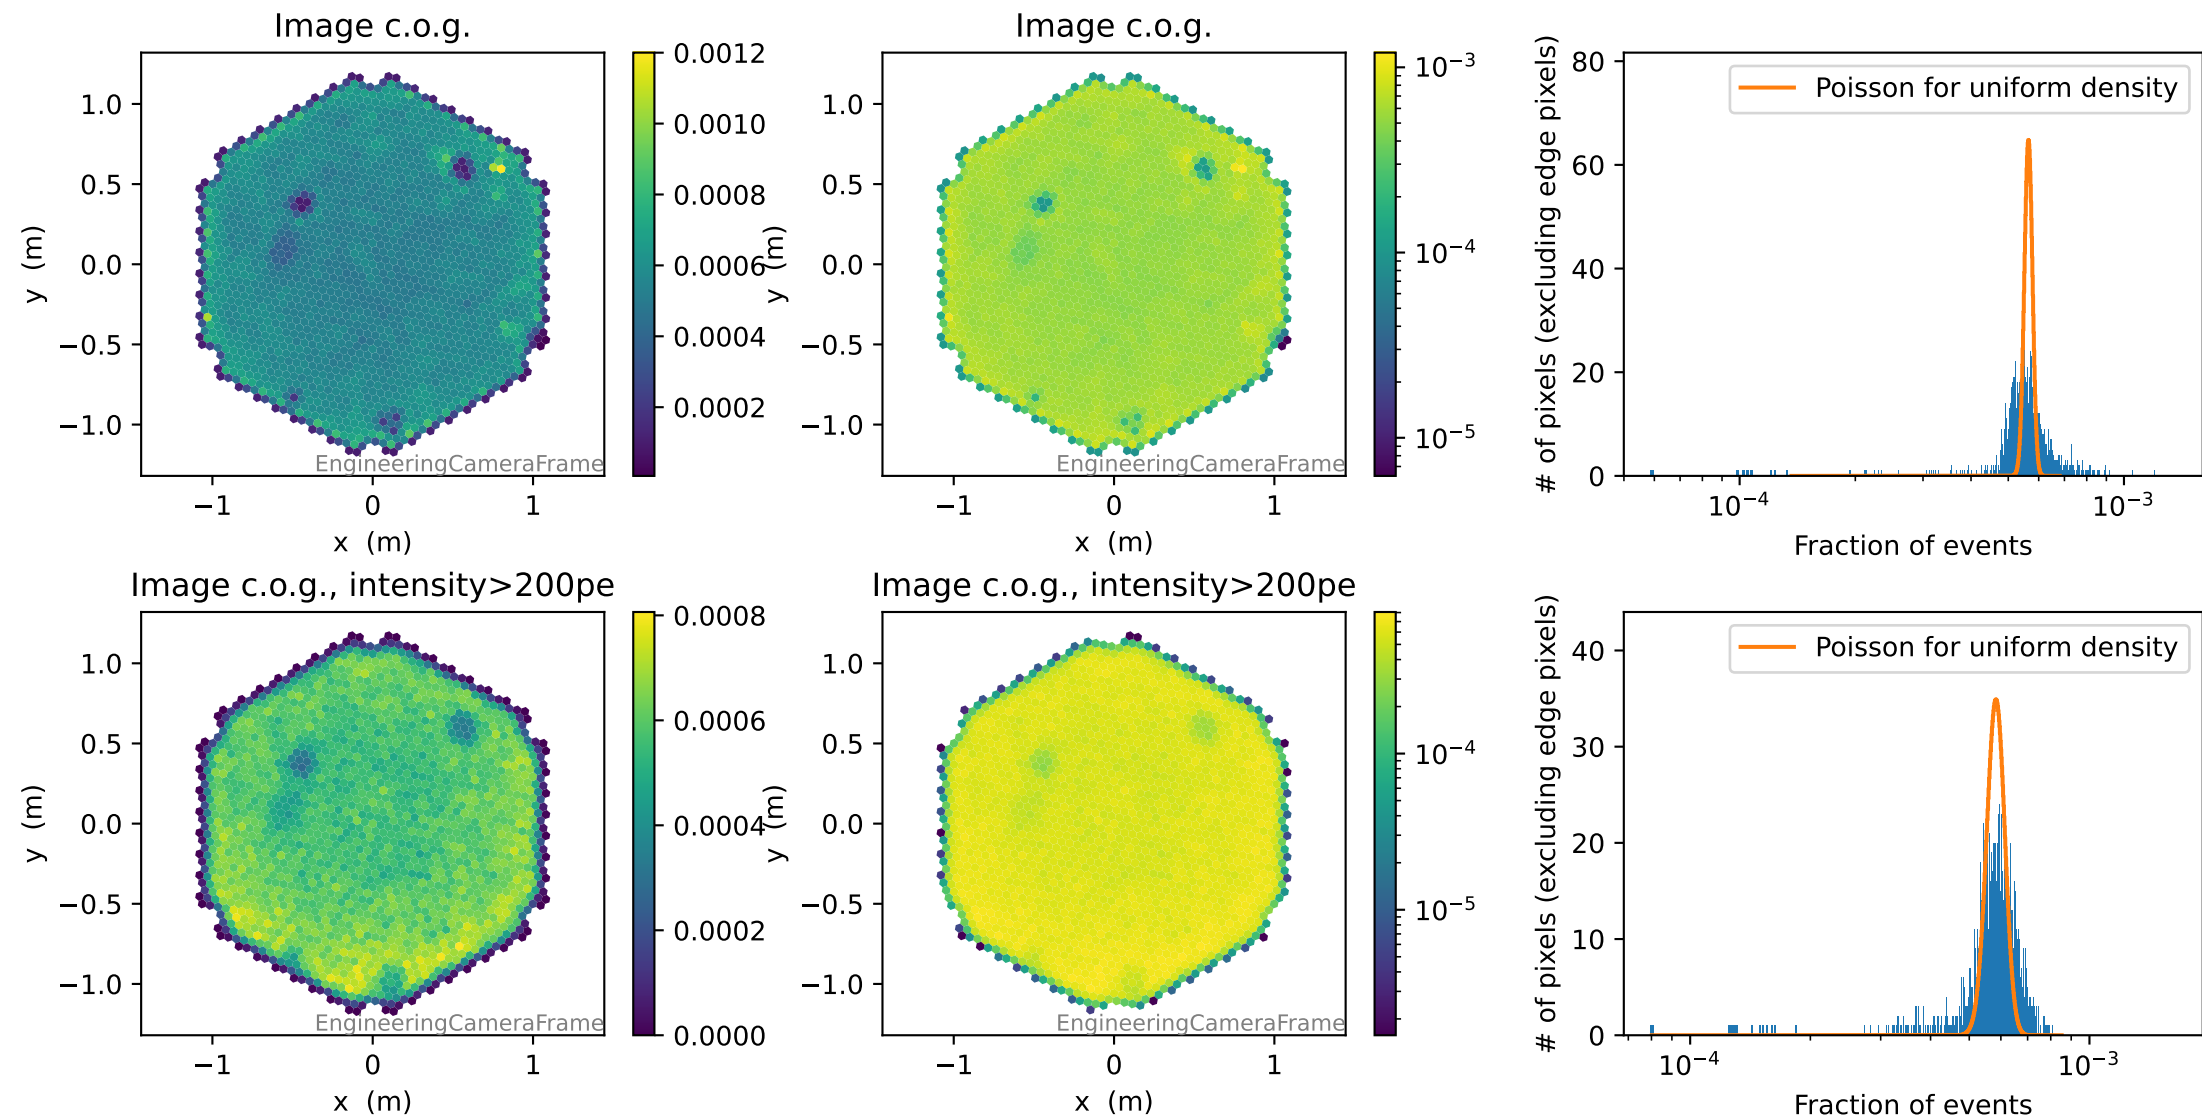 Image c.o.g.
1.0
0.5
0.0
−0.5
−1.0
y (m)
−1 0 1
x (m)
EngineeringCameraFrame
0.0012
0.0010
0.0008
0.0006
0.0004
0.0002
Image c.o.g.
1.0
0.5
0.0
−0.5
−1.0
y (m)
−1 0 1
x (m)
EngineeringCameraFrame
10⁻³
10⁻⁴
10⁻⁵
Poisson for uniform density
# of pixels (excluding edge pixels)
80
60
40
20
0
10⁻⁴ 10⁻³
Fraction of events
Image c.o.g., intensity>200pe
1.0
0.5
0.0
−0.5
−1.0
y (m)
−1 0 1
x (m)
EngineeringCameraFrame
0.0008
0.0006
0.0004
0.0002
0.0000
Image c.o.g., intensity>200pe
1.0
0.5
0.0
−0.5
−1.0
y (m)
−1 0 1
x (m)
EngineeringCameraFrame
10⁻⁴
10⁻⁵
Poisson for uniform density
# of pixels (excluding edge pixels)
40
30
20
10
0
10⁻⁴ 10⁻³
Fraction of events